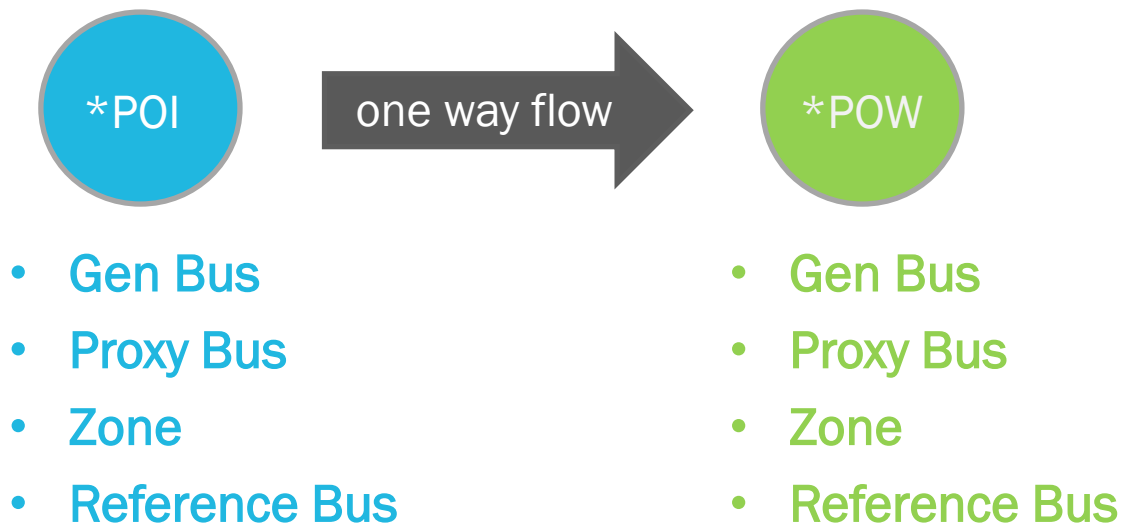 *POI
one way flow
*POW
• Gen Bus
• Proxy Bus
• Zone
• Reference Bus
• Gen Bus
• Proxy Bus
• Zone
• Reference Bus